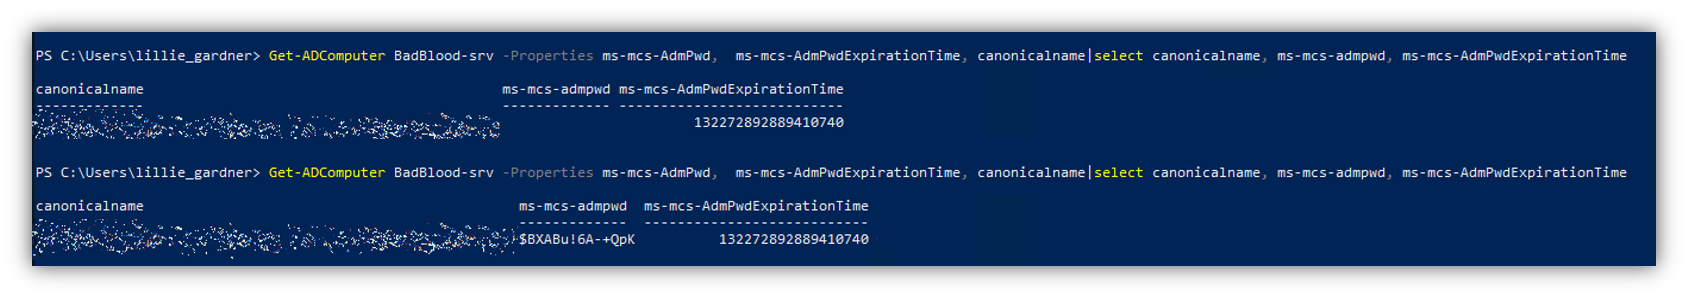 PS C:\Users\lillie_gardner> Get-ADComputer BadBlood-srv -Properties ms-mcs-AdmPwd,  ms-mcs-AdmPwdExpirationTime, canonicalname|select canonicalname, ms-mcs-admpwd, ms-mcs-AdmPwdExpirationTime
canonicalname ms-mcs-admpwd ms-mcs-AdmPwdExpirationTime
------------- ------------- ---------------------------
132272892889410740
PS C:\Users\lillie_gardner> Get-ADComputer BadBlood-srv -Properties ms-mcs-AdmPwd,  ms-mcs-AdmPwdExpirationTime, canonicalname|select canonicalname, ms-mcs-admpwd, ms-mcs-AdmPwdExpirationTime
canonicalname ms-mcs-admpwd ms-mcs-AdmPwdExpirationTime
------------- ---------------------------
$BXABu!6A-+QpK 132272892889410740